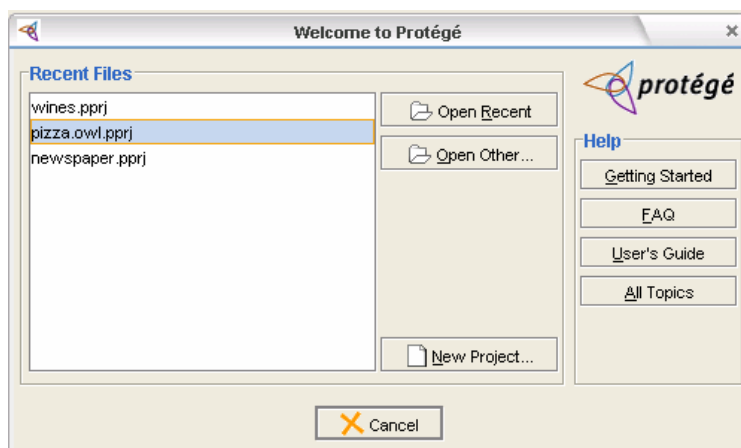 Welcome to Protégé
Recent Files
wines.pprj
pizza.owl.pprj
newspaper.pprj
Open Recent
Open Other...
New Project...
protégé
Help
Getting Started
FAQ
User's Guide
All Topics
Cancel